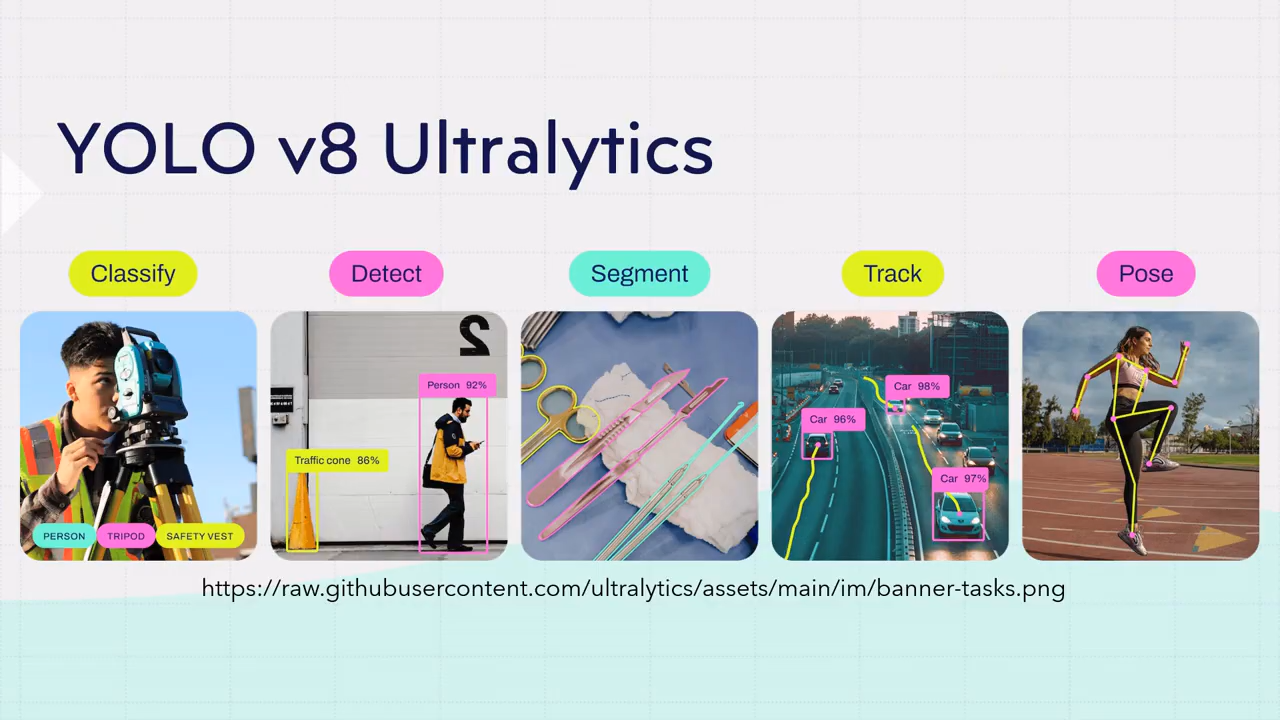 YOLO v8 Ultralytics
Classify
Detect
Segment
Track
Pose
PERSON
TRIPOD
SAFETY VEST
2
Person 92%
Traffic cone 86%
Car 98%
Car 96%
Car 97%
https://raw.githubusercontent.com/ultralytics/assets/main/im/banner-tasks.png